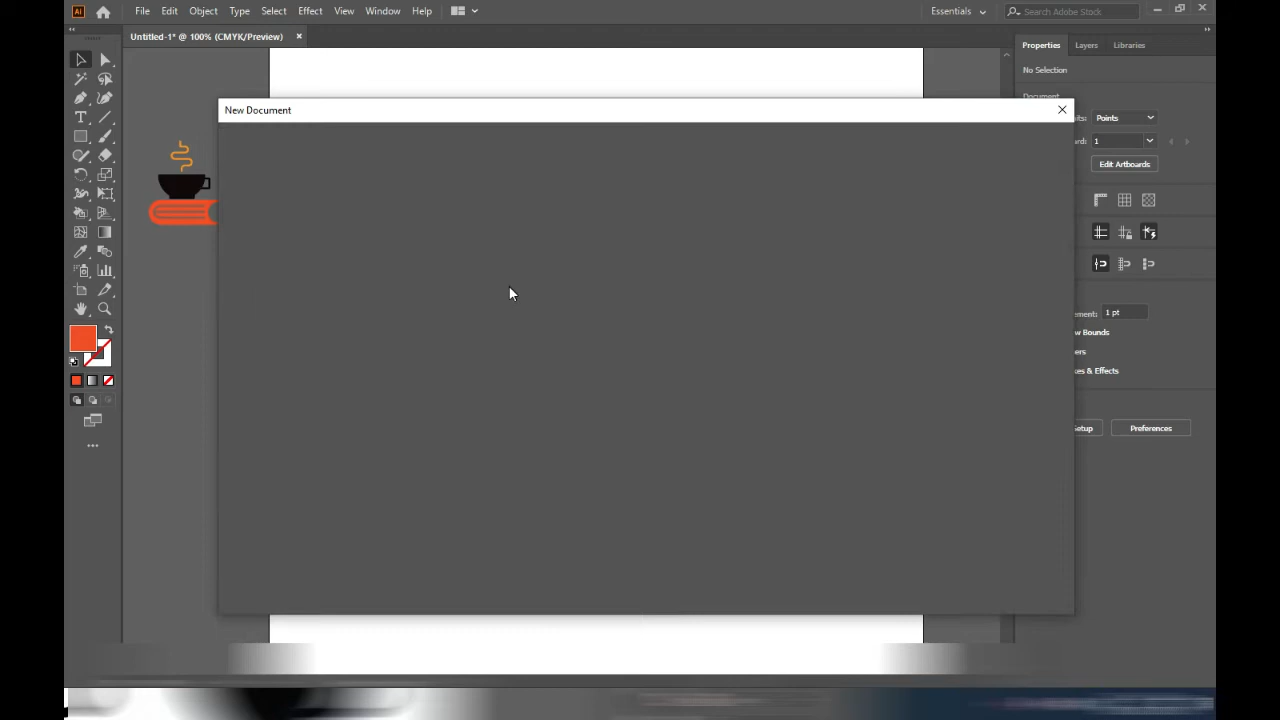 Ai File Edit Object Type Select Effect View Window Help Essentials Search Adobe Stock
Untitled-1* @ 100% (CMYK/Preview)
Properties Layers Libraries
No Selection
New Document
Points
1
Edit Artboards
1 pt
Preferences